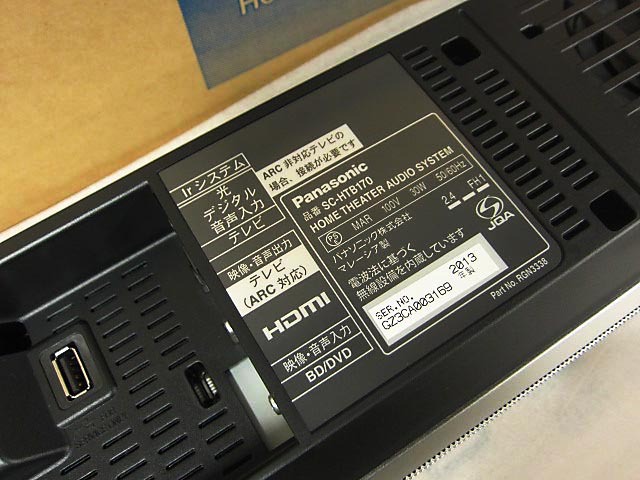 Irシステム
光
デジタル
音声入力
テレビ
映像・音声出力
テレビ
(ARC 対応)
HDMI
映像・音声入力
BD/DVD
ARC 非対応テレビの
場合、接続が必要です
Panasonic
品番 SC-HTB170
HOME THEATER AUDIO SYSTEM
PS MAR 100V 30W 50-60Hz
パナソニック株式会社
マレーシア製
2.4 FH1
電波法に基づく
無線設備を内蔵しています
JQA
SER.NO. 2013
GZ3CA003169 年製
Part No. RGN3338